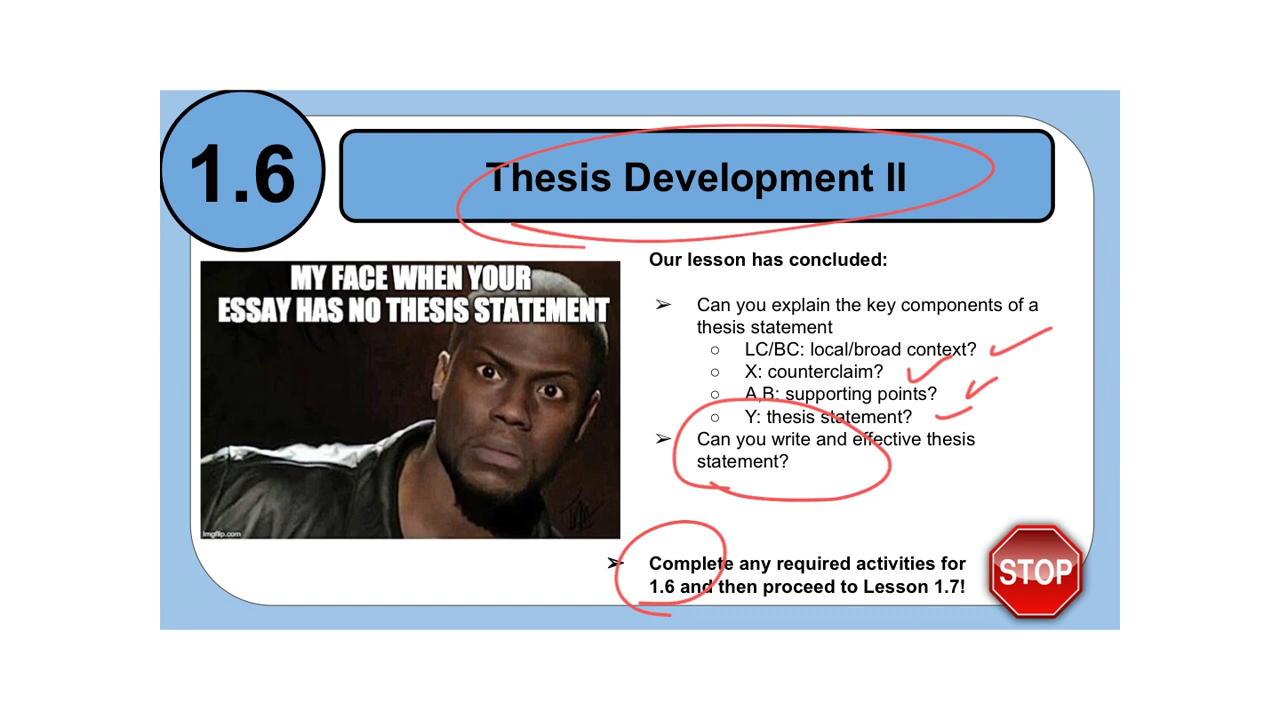 1.6
Thesis Development II
MY FACE WHEN YOUR
ESSAY HAS NO THESIS STATEMENT
imgflip.com
Our lesson has concluded:
➢ Can you explain the key components of a
thesis statement
○ LC/BC: local/broad context?
○ X: counterclaim?
○ A,B: supporting points?
○ Y: thesis statement?
➢ Can you write and effective thesis
statement?
➢ Complete any required activities for
1.6 and then proceed to Lesson 1.7!
STOP